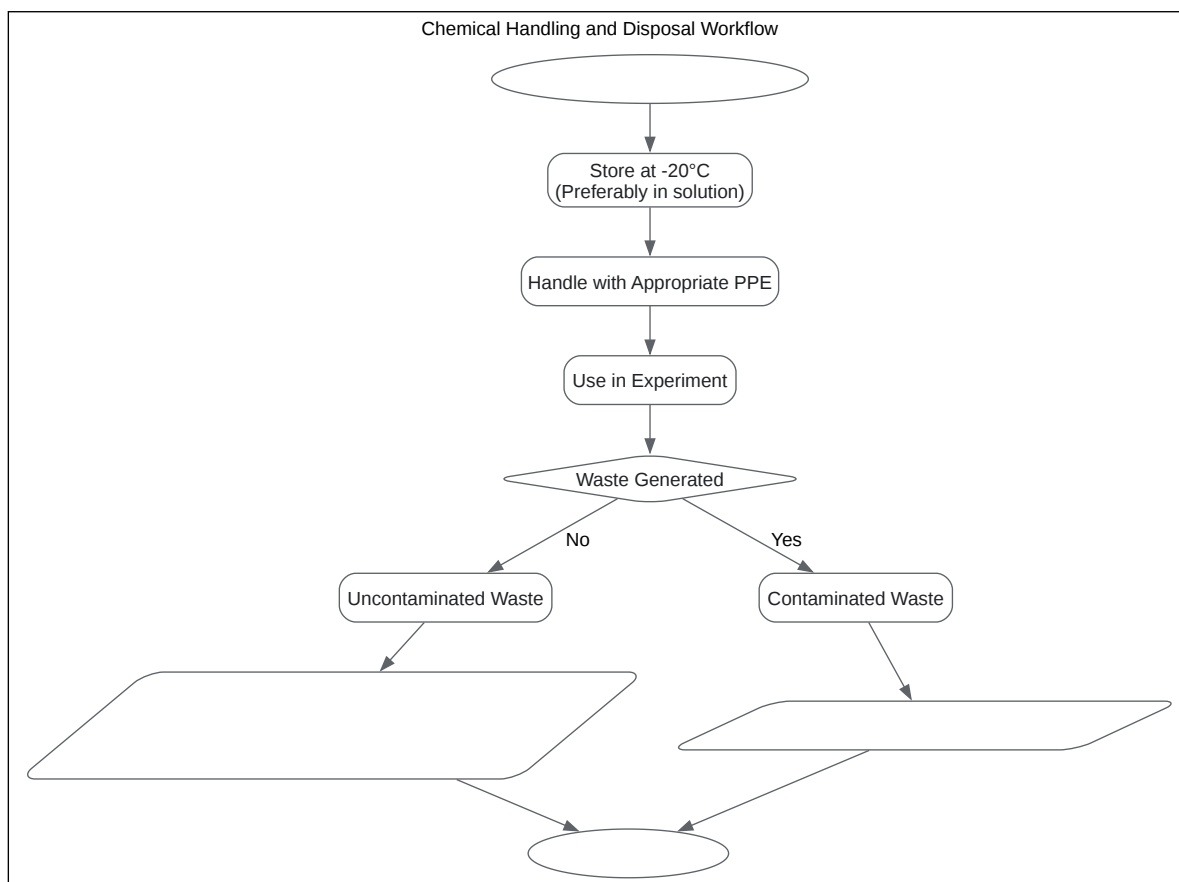 Chemical Handling and Disposal Workflow
Store at -20°C
(Preferably in solution)
Handle with Appropriate PPE
Use in Experiment
Waste Generated
No
Yes
Uncontaminated Waste
Contaminated Waste